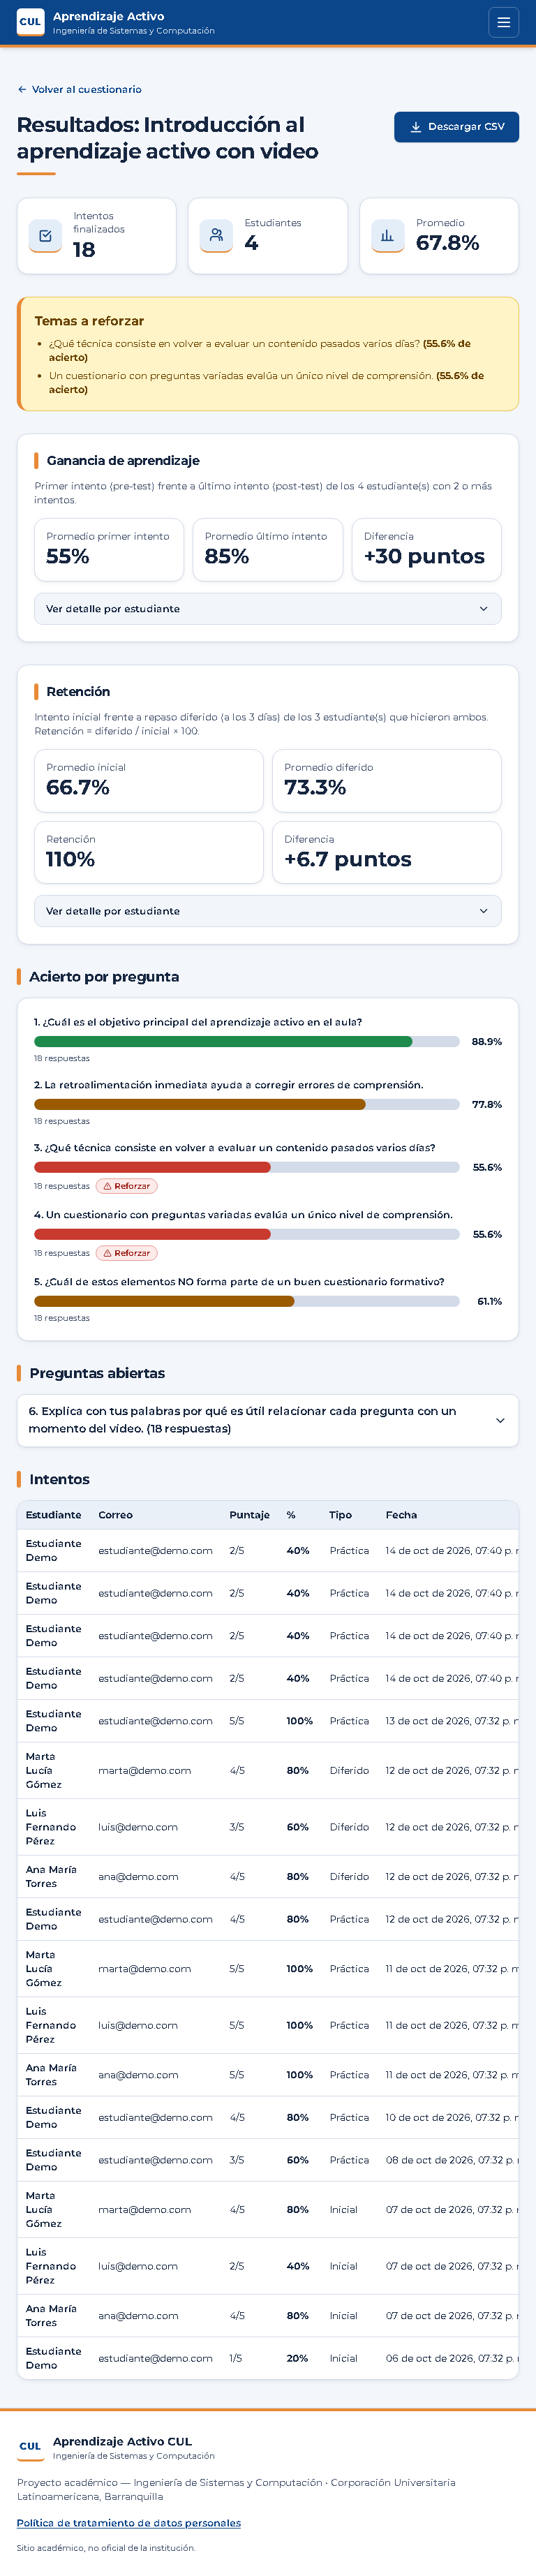 CUL
Aprendizaje Activo
Ingeniería de Sistemas y Computación
← Volver al cuestionario
Resultados: Introducción al
aprendizaje activo con video
Descargar CSV
Intentos
finalizados
18
Estudiantes
4
Promedio
67.8%
Temas a reforzar
• ¿Qué técnica consiste en volver a evaluar un contenido pasados varios días? (55.6% de
acierto)
• Un cuestionario con preguntas variadas evalúa un único nivel de comprensión. (55.6% de
acierto)
Ganancia de aprendizaje
Primer intento (pre-test) frente a último intento (post-test) de los 4 estudiante(s) con 2 o más
intentos.
Promedio primer intento
55%
Promedio último intento
85%
Diferencia
+30 puntos
Ver detalle por estudiante
Retención
Intento inicial frente a repaso diferido (a los 3 días) de los 3 estudiante(s) que hicieron ambos.
Retención = diferido / inicial × 100.
Promedio inicial
66.7%
Promedio diferido
73.3%
Retención
110%
Diferencia
+6.7 puntos
Ver detalle por estudiante
Acierto por pregunta
1. ¿Cuál es el objetivo principal del aprendizaje activo en el aula?
88.9%
18 respuestas
2. La retroalimentación inmediata ayuda a corregir errores de comprensión.
77.8%
18 respuestas
3. ¿Qué técnica consiste en volver a evaluar un contenido pasados varios días?
55.6%
18 respuestas Reforzar
4. Un cuestionario con preguntas variadas evalúa un único nivel de comprensión.
55.6%
18 respuestas Reforzar
5. ¿Cuál de estos elementos NO forma parte de un buen cuestionario formativo?
61.1%
18 respuestas
Preguntas abiertas
6. Explica con tus palabras por qué es útil relacionar cada pregunta con un
momento del vídeo. (18 respuestas)
Intentos
Estudiante Correo Puntaje % Tipo Fecha
Estudiante
Demo estudiante@demo.com 2/5 40% Práctica 14 de oct de 2026, 07:40 p.
Estudiante
Demo estudiante@demo.com 2/5 40% Práctica 14 de oct de 2026, 07:40 p.
Estudiante
Demo estudiante@demo.com 2/5 40% Práctica 14 de oct de 2026, 07:40 p.
Estudiante
Demo estudiante@demo.com 2/5 40% Práctica 14 de oct de 2026, 07:40 p.
Estudiante
Demo estudiante@demo.com 5/5 100% Práctica 13 de oct de 2026, 07:32 p.
Marta
Lucía
Gómez marta@demo.com 4/5 80% Diferido 12 de oct de 2026, 07:32 p.
Luis
Fernando
Pérez luis@demo.com 3/5 60% Diferido 12 de oct de 2026, 07:32 p.
Ana María
Torres ana@demo.com 4/5 80% Diferido 12 de oct de 2026, 07:32 p.
Estudiante
Demo estudiante@demo.com 4/5 80% Práctica 12 de oct de 2026, 07:32 p.
Marta
Lucía
Gómez marta@demo.com 5/5 100% Práctica 11 de oct de 2026, 07:32 p.
Luis
Fernando
Pérez luis@demo.com 5/5 100% Práctica 11 de oct de 2026, 07:32 p.
Ana María
Torres ana@demo.com 5/5 100% Práctica 11 de oct de 2026, 07:32 p.
Estudiante
Demo estudiante@demo.com 4/5 80% Práctica 10 de oct de 2026, 07:32 p.
Estudiante
Demo estudiante@demo.com 3/5 60% Práctica 08 de oct de 2026, 07:32 p.
Marta
Lucía
Gómez marta@demo.com 4/5 80% Inicial 07 de oct de 2026, 07:32 p.
Luis
Fernando
Pérez luis@demo.com 2/5 40% Inicial 07 de oct de 2026, 07:32 p.
Ana María
Torres ana@demo.com 4/5 80% Inicial 07 de oct de 2026, 07:32 p.
Estudiante
Demo estudiante@demo.com 1/5 20% Inicial 06 de oct de 2026, 07:32 p.
CUL
Aprendizaje Activo CUL
Ingeniería de Sistemas y Computación
Proyecto académico — Ingeniería de Sistemas y Computación · Corporación Universitaria
Latinoamericana, Barranquilla
Política de tratamiento de datos personales
Sitio académico, no oficial de la institución.